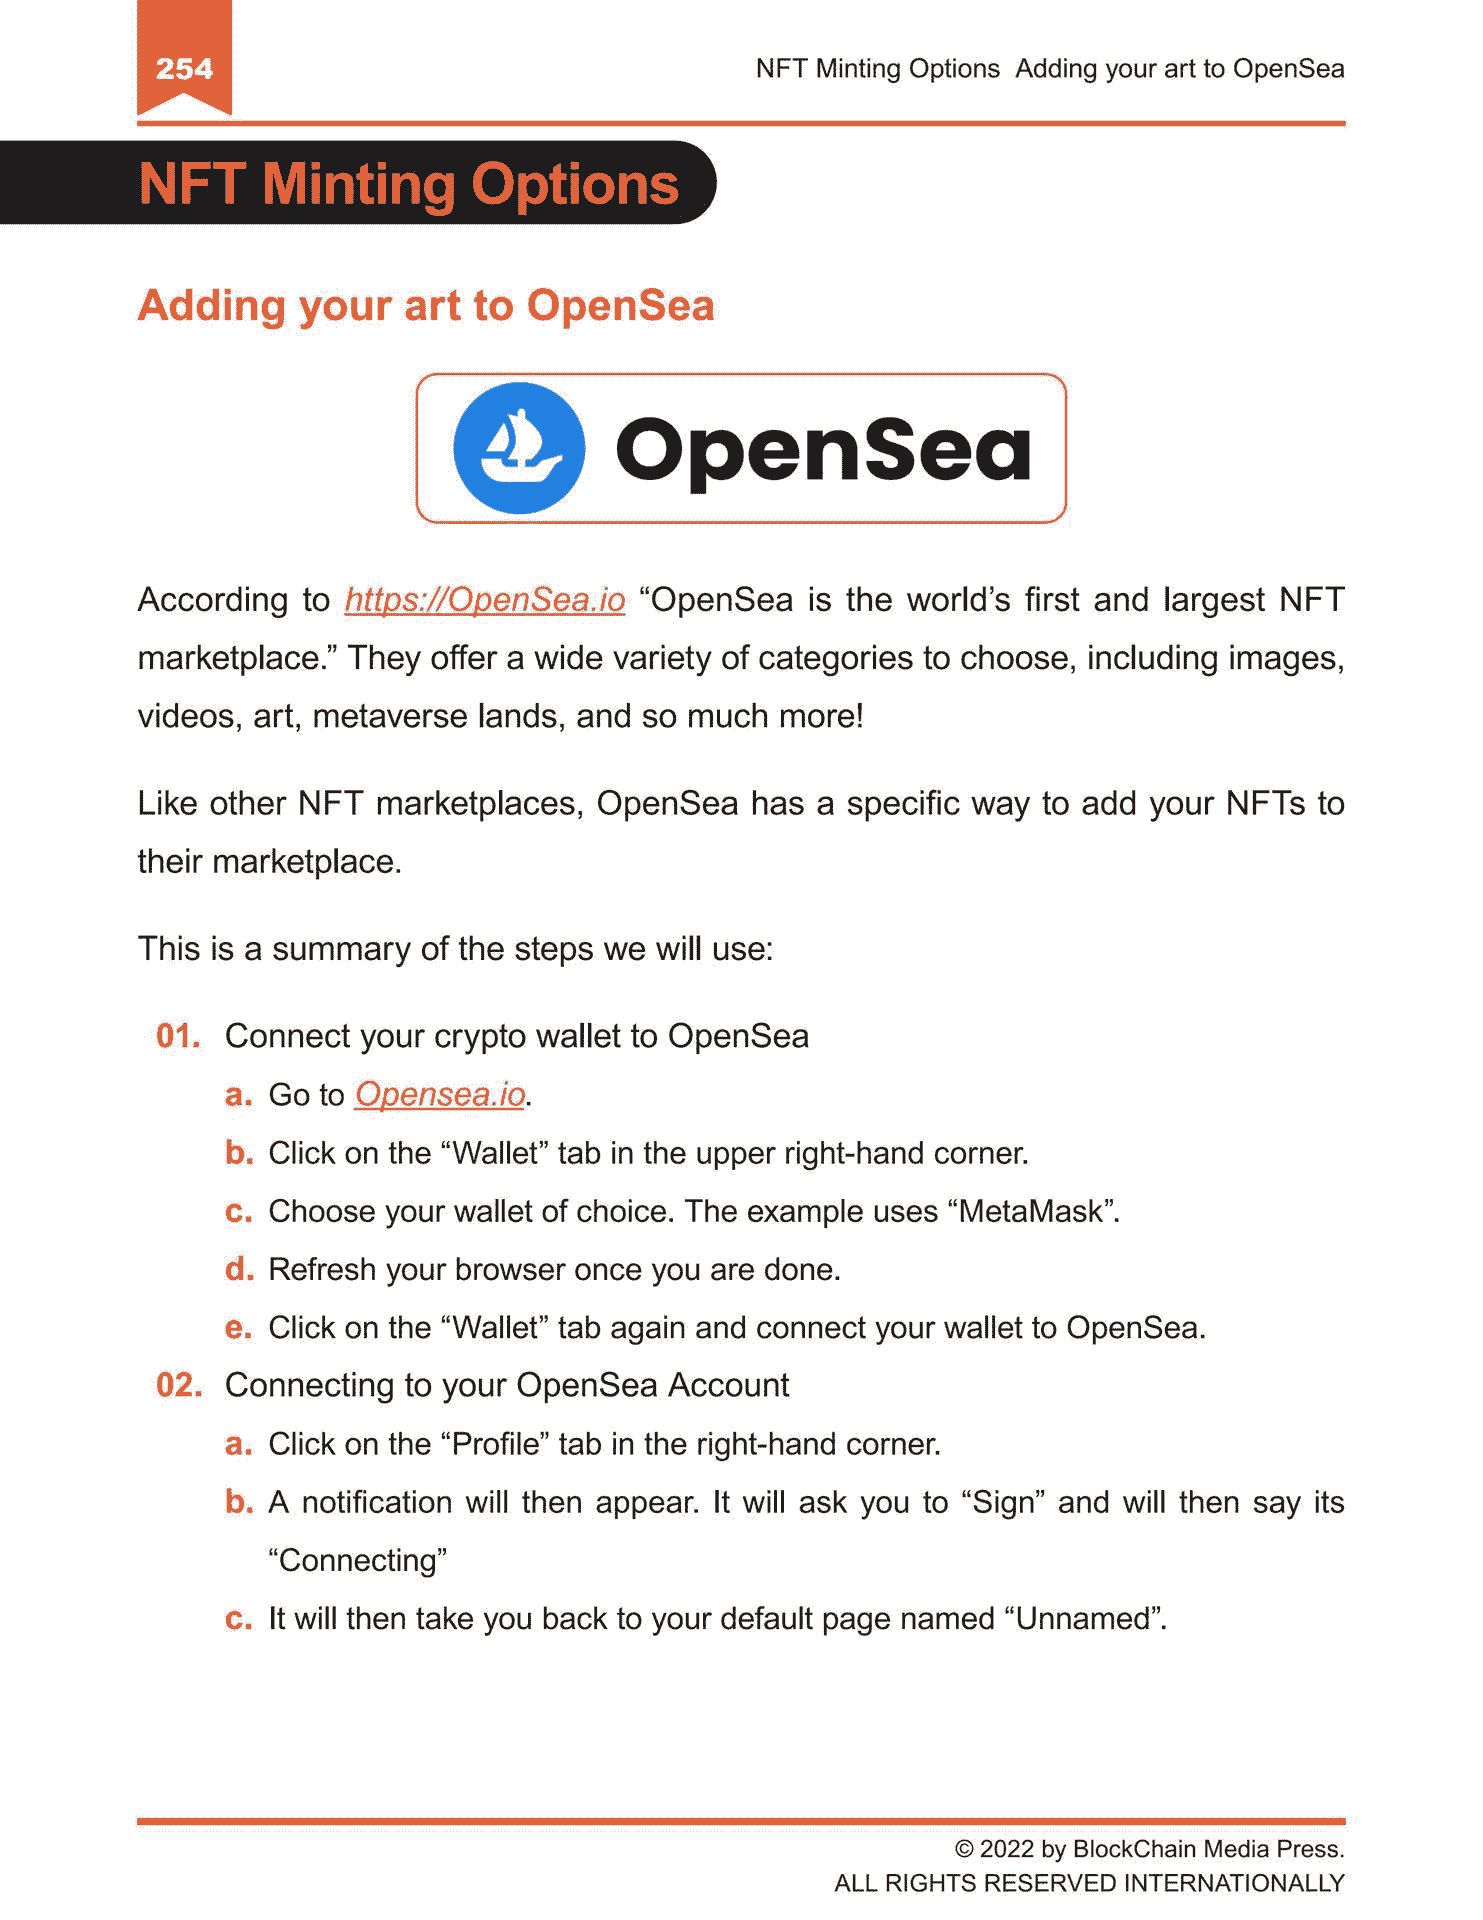 254
NFT Minting Options  Adding your art to OpenSea
NFT Minting Options
Adding your art to OpenSea
OpenSea
According to https://OpenSea.io “OpenSea is the world’s first and largest NFT
marketplace.” They offer a wide variety of categories to choose, including images,
videos, art, metaverse lands, and so much more!
Like other NFT marketplaces, OpenSea has a specific way to add your NFTs to
their marketplace.
This is a summary of the steps we will use:
01. Connect your crypto wallet to OpenSea
a. Go to Opensea.io.
b. Click on the “Wallet” tab in the upper right-hand corner.
c. Choose your wallet of choice. The example uses “MetaMask”.
d. Refresh your browser once you are done.
e. Click on the “Wallet” tab again and connect your wallet to OpenSea.
02. Connecting to your OpenSea Account
a. Click on the “Profile” tab in the right-hand corner.
b. A notification will then appear. It will ask you to “Sign” and will then say its
“Connecting”
c. It will then take you back to your default page named “Unnamed”.
© 2022 by BlockChain Media Press.
ALL RIGHTS RESERVED INTERNATIONALLY